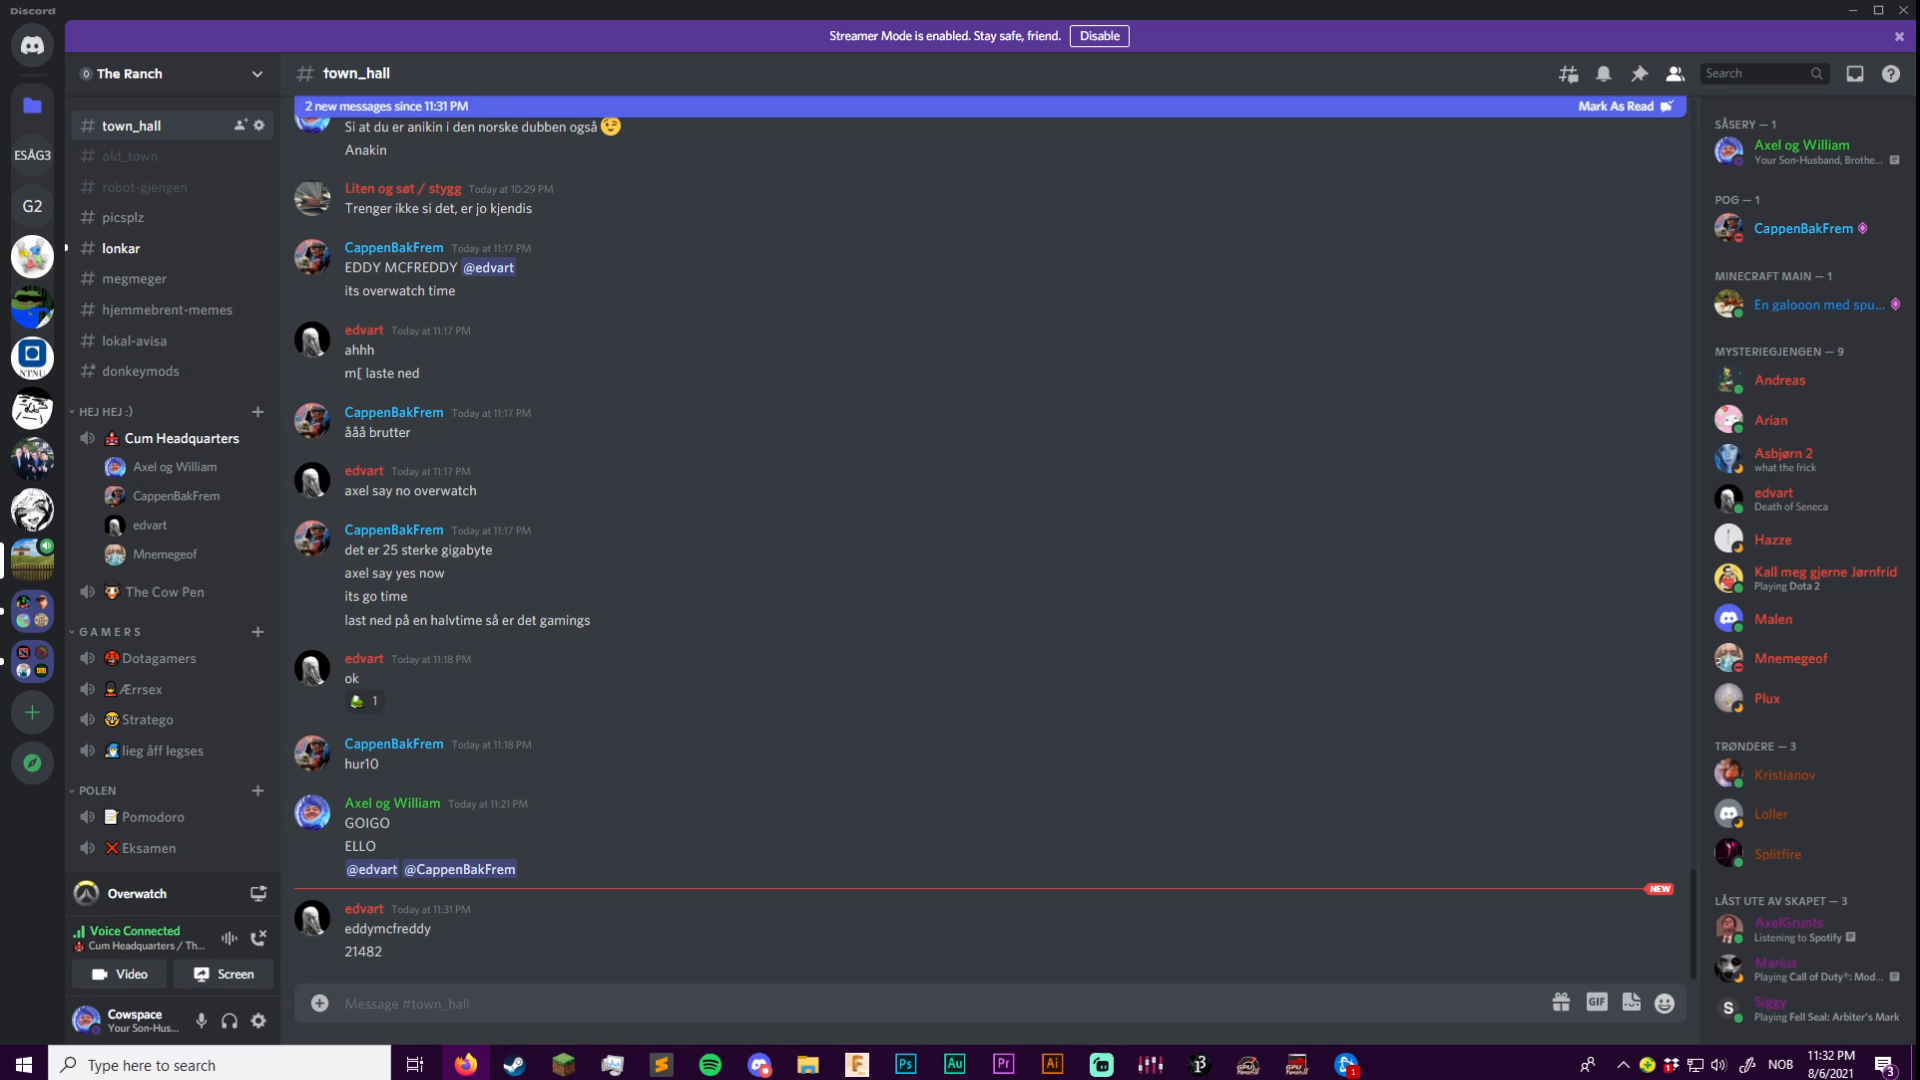 Discord
Streamer Mode is enabled. Stay safe, friend.
Disable
The Ranch
town_hall
Search
ESÅG3
G2
NTNU
town_hall
old_town
robot-gjengen
picsplz
lonkar
megmeger
hjemmebrent-memes
lokal-avisa
donkeymods
HEJ HEJ :)
Cum Headquarters
Axel og William
CappenBakFrem
edvart
Mnemegeof
The Cow Pen
GAMERS
Dotagamers
Ærrsex
Stratego
lieg åff legses
POLEN
Pomodoro
Eksamen
Overwatch
Voice Connected
Cum Headquarters / Th...
Video
Screen
Cowspace
Your Son-Hus...
2 new messages since 11:31 PM
Mark As Read
Si at du er anikin i den norske dubben også 😉
Anakin
Liten og søt / stygg Today at 10:29 PM
Trenger ikke si det, er jo kjendis
CappenBakFrem Today at 11:17 PM
EDDY MCFREDDY @edvart
its overwatch time
edvart Today at 11:17 PM
ahhh
m[ laste ned
CappenBakFrem Today at 11:17 PM
ååå brutter
edvart Today at 11:17 PM
axel say no overwatch
CappenBakFrem Today at 11:17 PM
det er 25 sterke gigabyte
axel say yes now
its go time
last ned på en halvtime så er det gamings
edvart Today at 11:18 PM
ok
1
CappenBakFrem Today at 11:18 PM
hur10
Axel og William Today at 11:21 PM
GOIGO
ELLO
@edvart @CappenBakFrem
NEW
edvart Today at 11:31 PM
eddymcfreddy
21482
Message #town_hall
GIF
SÅSERY — 1
Axel og William
Your Son-Husband, Brothe...
POG — 1
CappenBakFrem
MINECRAFT MAIN — 1
En galooon med spu...
MYSTERIEGJENGEN — 9
Andreas
Arian
Asbjørn 2
what the frick
edvart
Death of Seneca
Hazze
Kall meg gjerne Jørnfrid
Playing Dota 2
Malen
Mnemegeof
Plux
TRØNDERE — 3
Kristianov
Loller
Splitfire
LÅST UTE AV SKAPET — 3
AxelGrunts
Listening to Spotify
Marius
Playing Call of Duty®: Mod...
S
Siggy
Playing Fell Seal: Arbiter's Mark
Type here to search
Ps
Au
Pr
Ai
1
NOB
11:32 PM
8/6/2021
3